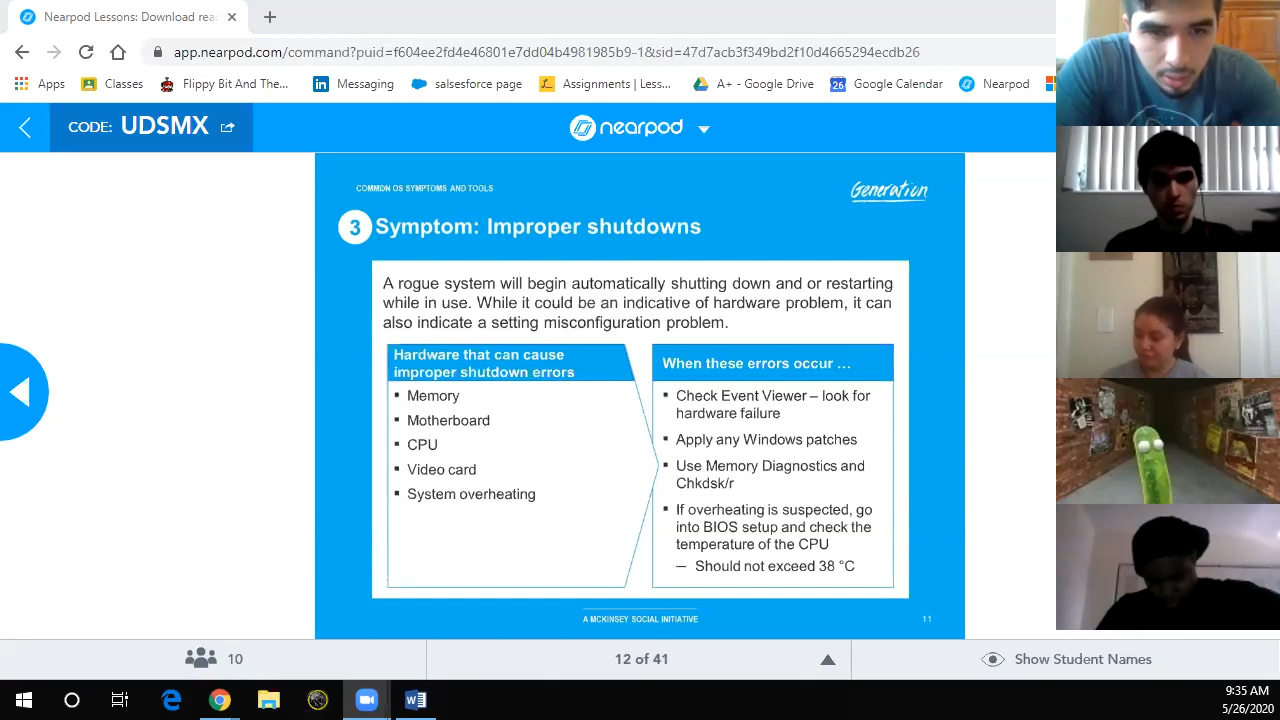 Nearpod Lessons: Download rea
app.nearpod.com/command?puid=f604ee2fd4e46801e7dd04b4981985b9-1&sid=47d7acb3f349bd2f10d4665294ecdb26
Apps Classes Flippy Bit And The... Messaging salsesforce page Assignments | Less... A+ - Google Drive 26 Google Calendar Nearpod
CODE: UDSMX nearpod
COMMON OS SYMPTOMS AND TOOLS
Generation
3 Symptom: Improper shutdowns
A rogue system will begin automatically shutting down and or restarting
while in use. While it could be an indicative of hardware problem, it can
also indicate a setting misconfiguration problem.
Hardware that can cause
improper shutdown errors
▪ Memory
▪ Motherboard
▪ CPU
▪ Video card
▪ System overheating
When these errors occur …
▪ Check Event Viewer – look for
hardware failure
▪ Apply any Windows patches
▪ Use Memory Diagnostics and
Chkdsk/r
▪ If overheating is suspected, go
into BIOS setup and check the
temperature of the CPU
─ Should not exceed 38 °C
A MCKINSEY SOCIAL INITIATIVE 11
10 12 of 41 Show Student Names
9:35 AM
5/26/2020